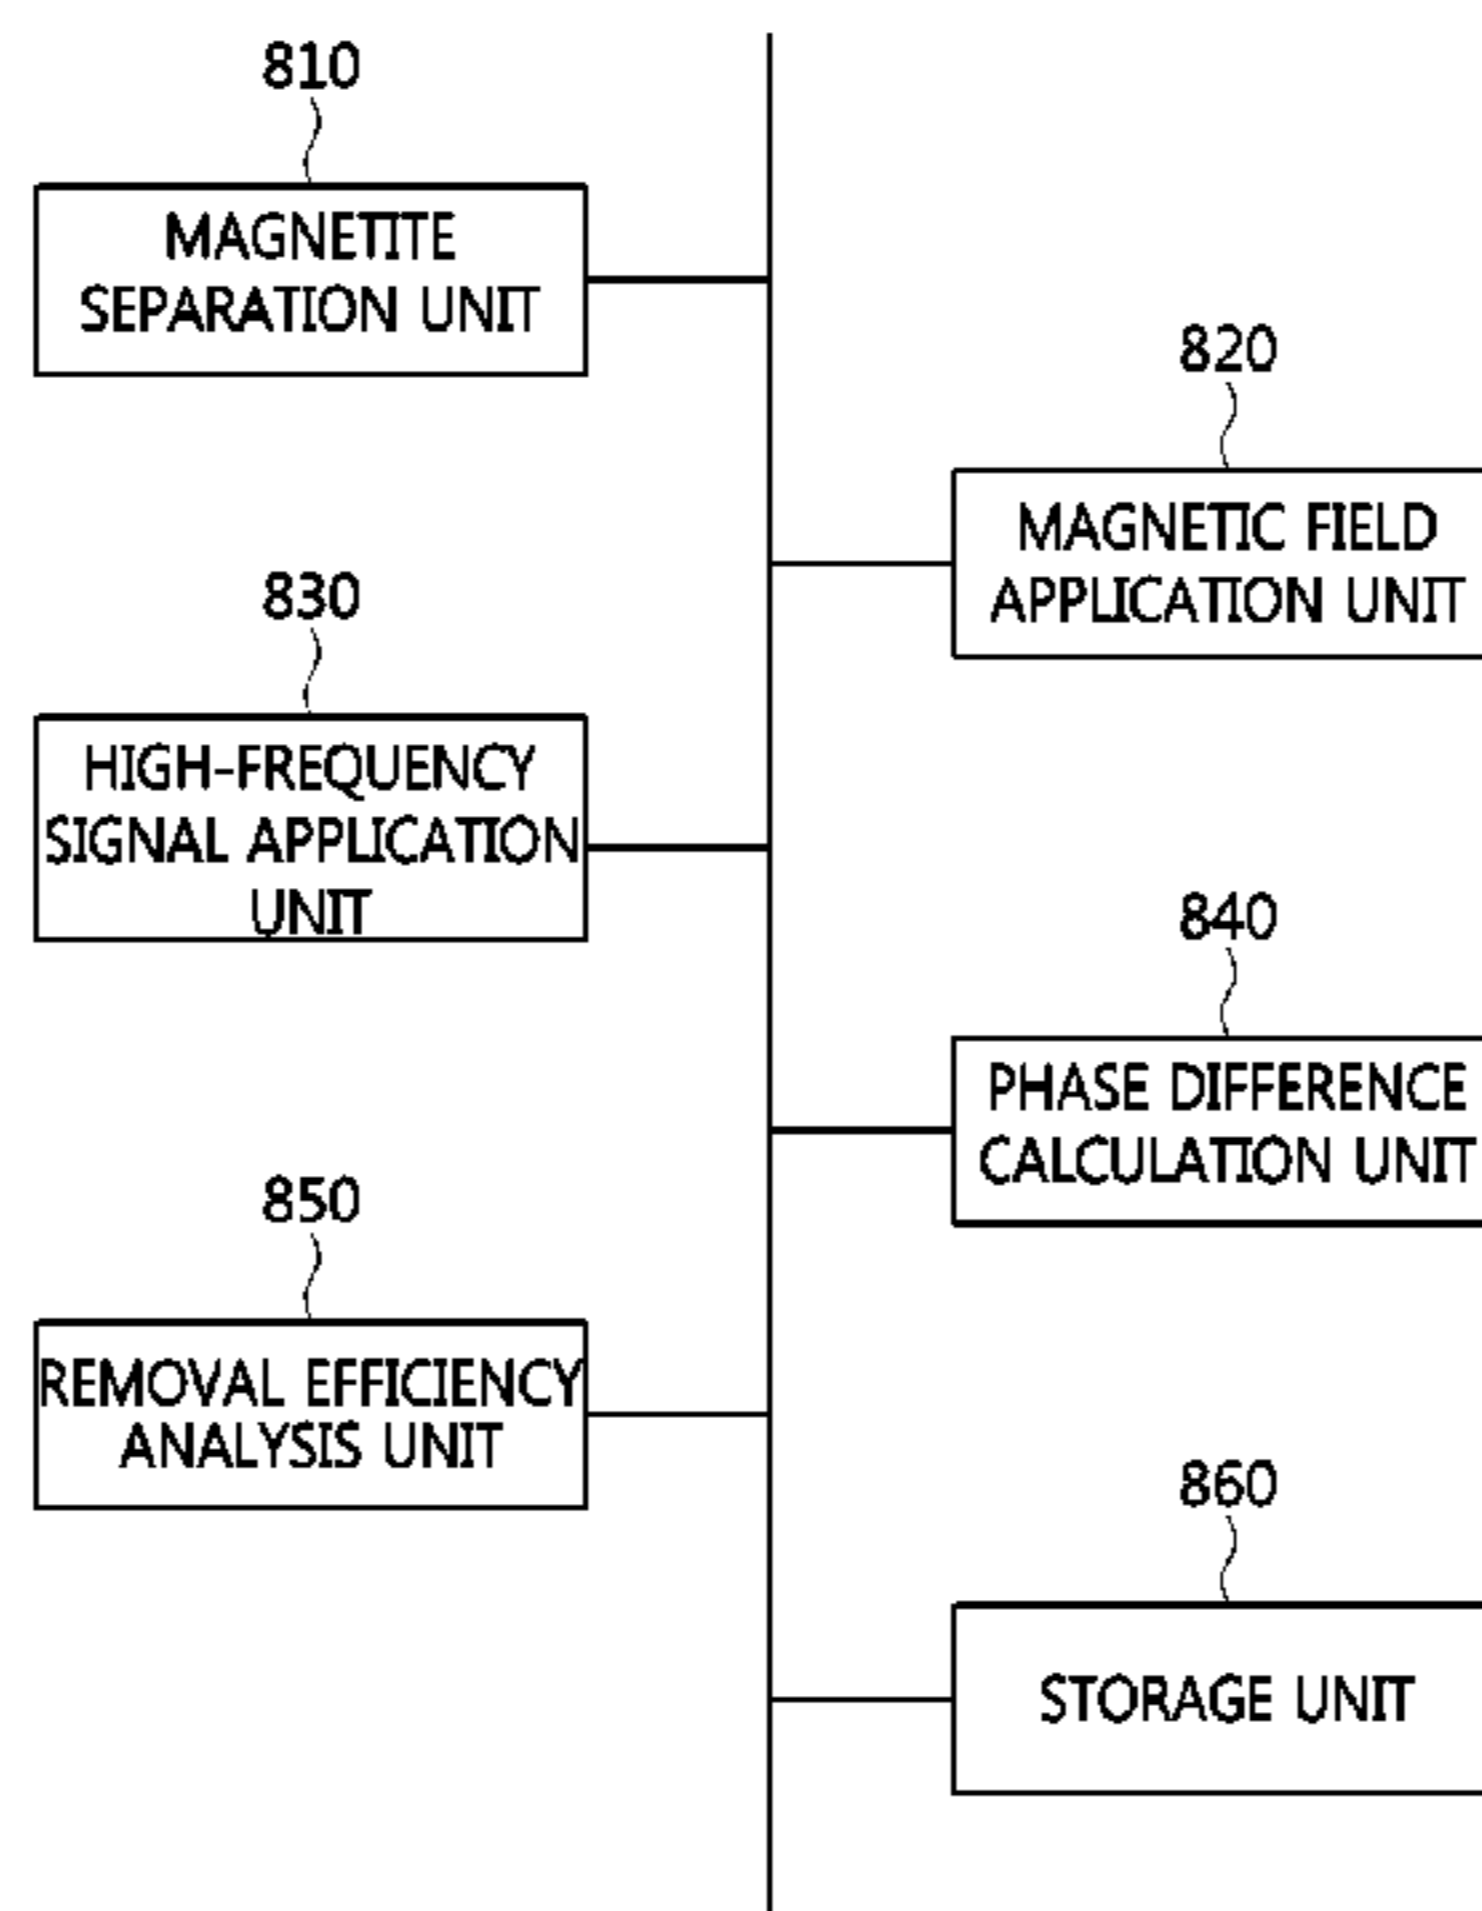 810
MAGNETITE
SEPARATION UNIT
820
MAGNETIC FIELD
APPLICATION UNIT
830
HIGH-FREQUENCY
SIGNAL APPLICATION
UNIT
840
PHASE DIFFERENCE
CALCULATION UNIT
850
REMOVAL EFFICIENCY
ANALYSIS UNIT
860
STORAGE UNIT